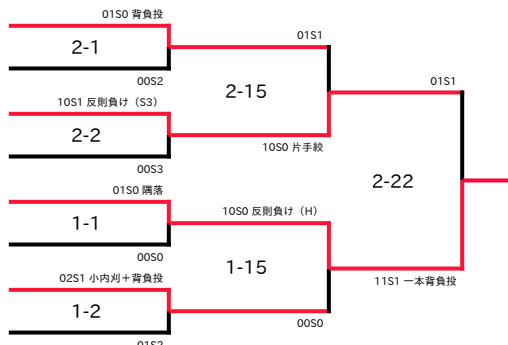 01S0 背負投
2-1
00S2
10S1 反則負け（S3）
2-2
00S3
01S0 隅落
1-1
00S0
02S1 小内刈＋背負投
1-2
01S2
01S1
2-15
10S0 片手絞
10S0 反則負け（H）
1-15
00S0
01S1
2-22
11S1 一本背負投